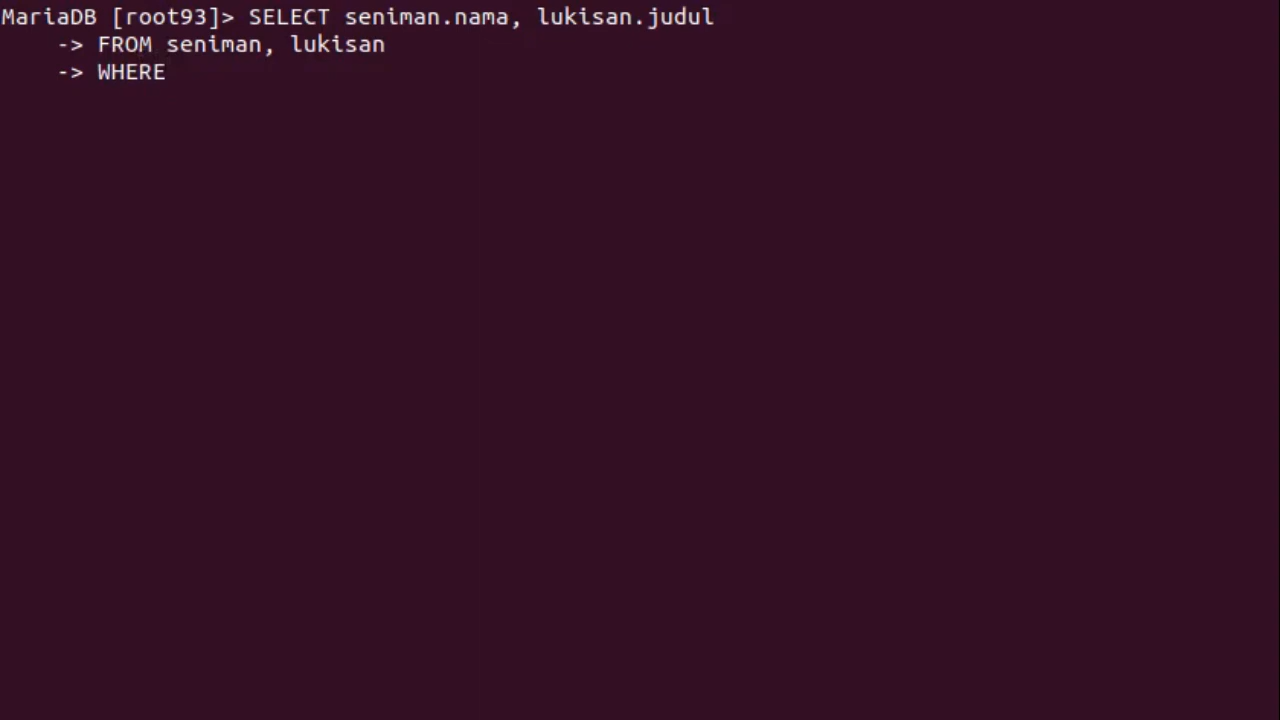 MariaDB [root93]> SELECT seniman.nama, lukisan.judul
-> FROM seniman, lukisan
-> WHERE